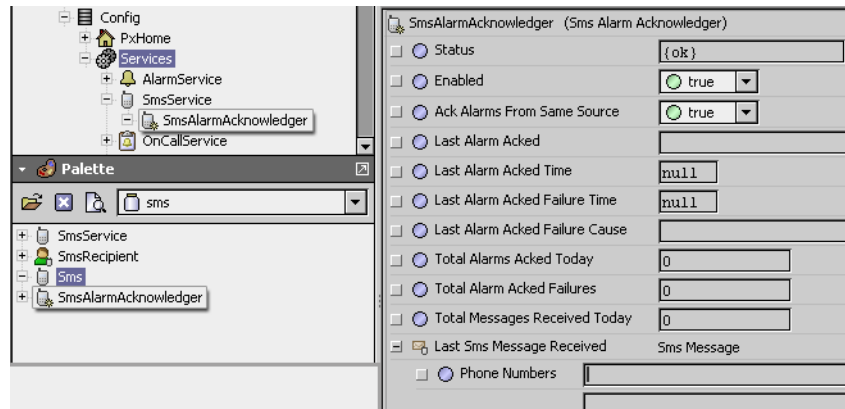 Config
PxHome
Services
AlarmService
SmsService
SmsAlarmAcknowledger
OnCallService
Palette
sms
SmsService
SmsRecipient
Sms
SmsAlarmAcknowledger
SmsAlarmAcknowledger (Sms Alarm Acknowledger)
Status {ok}
Enabled true
Ack Alarms From Same Source true
Last Alarm Acked
Last Alarm Acked Time null
Last Alarm Acked Failure Time null
Last Alarm Acked Failure Cause
Total Alarms Acked Today 0
Total Alarm Acked Failures 0
Total Messages Received Today 0
Last Sms Message Received Sms Message
Phone Numbers